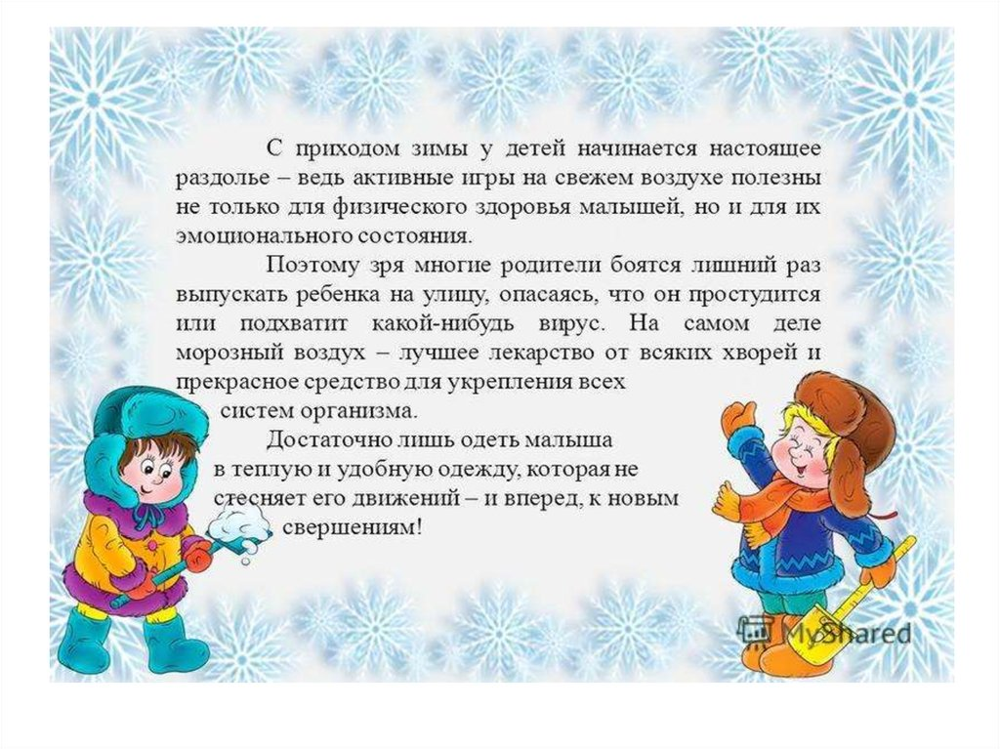 С приходом зимы у детей начинается настоящее
раздолье – ведь активные игры на свежем воздухе полезны
не только для физического здоровья малышей, но и для их
эмоционального состояния.
Поэтому зря многие родители боятся лишний раз
выпускать ребенка на улицу, опасаясь, что он простудится
или подхватит какой-нибудь вирус. На самом деле
морозный воздух – лучшее лекарство от всяких хворей и
прекрасное средство для укрепления всех
систем организма.
Достаточно лишь одеть малыша
в теплую и удобную одежду, которая не
стесняет его движений – и вперед, к новым
свершениям!
MyShared